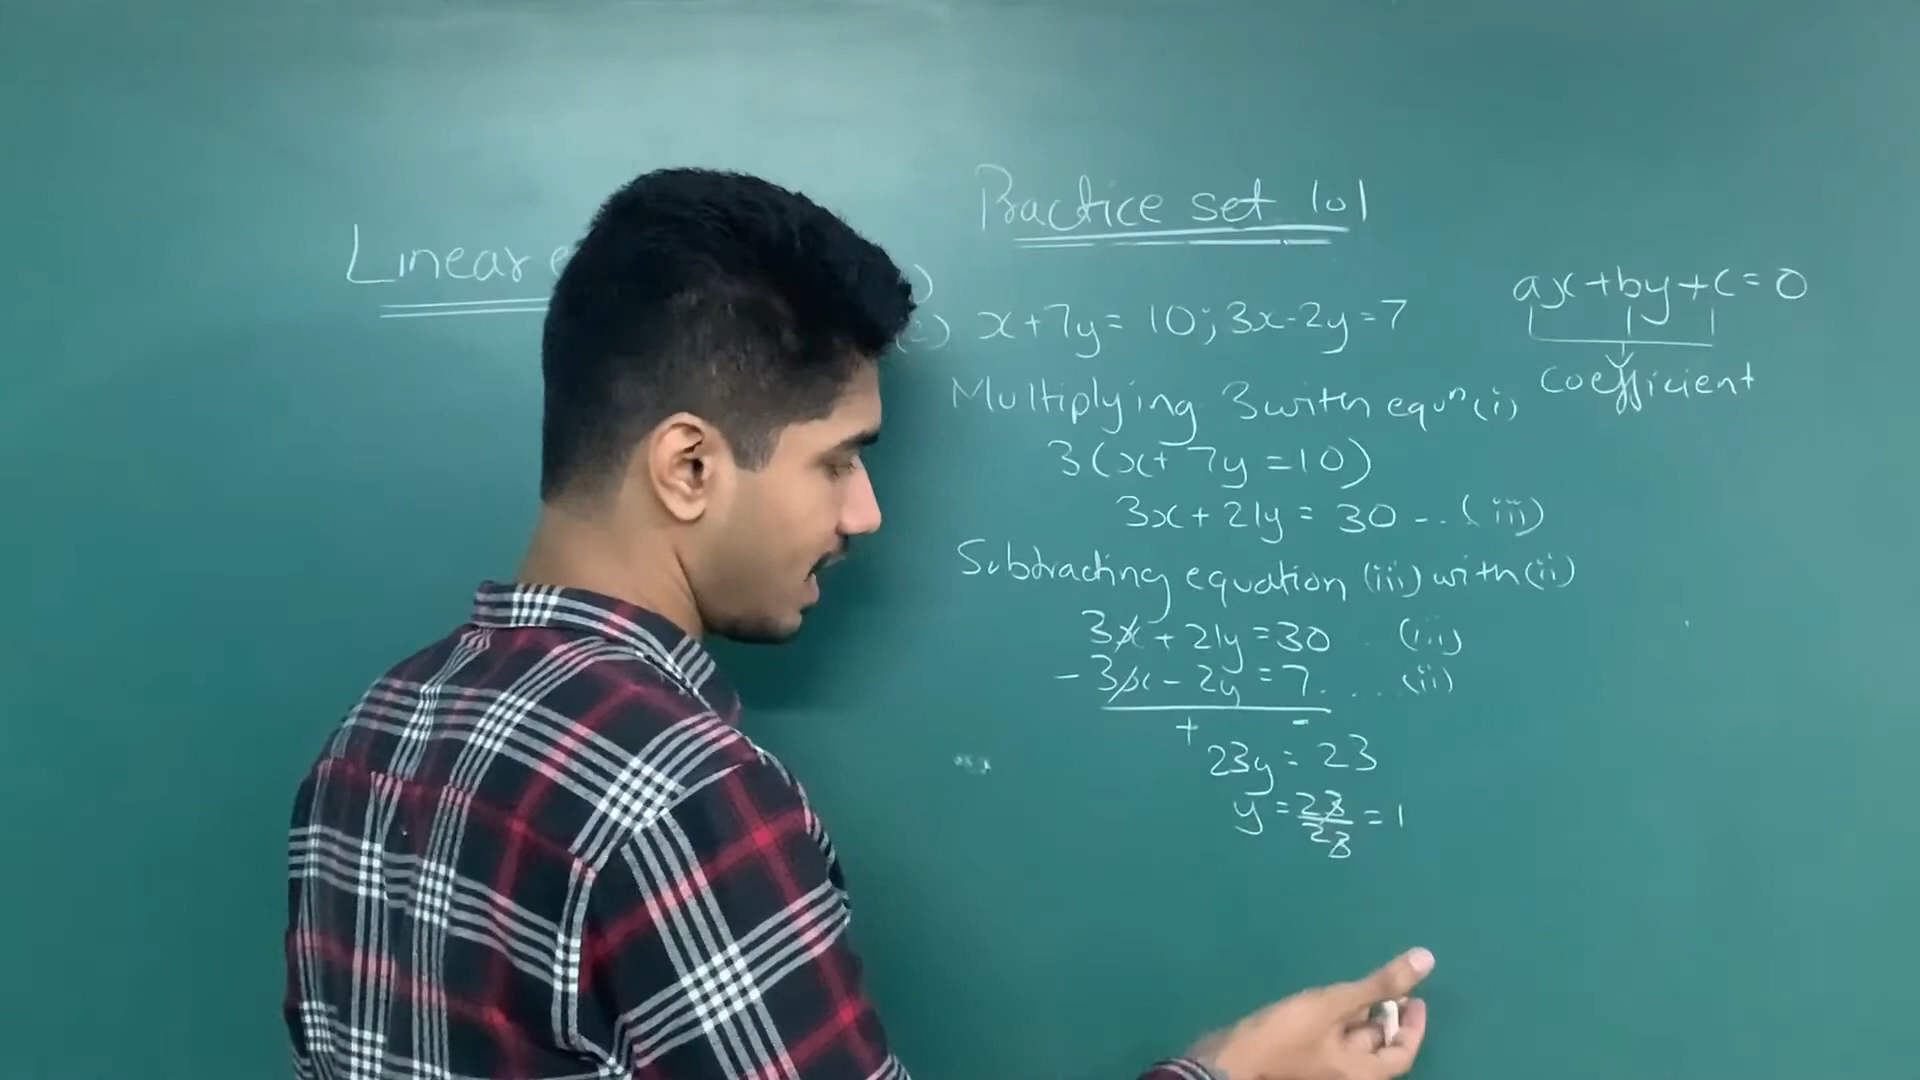 Practice set 1.1
Linear
ax+by+c=0
(2) x+7y= 10; 3x-2y=7
coefficient
Multiplying 3 with equⁿ (i)
3(x+7y=10)
3x+21y= 30 -.. (iii)
Subtracting equation (iii) with (ii)
3x+21y=30 . (iii)
-3x-2y=7. ... (ii)
+ -
23y= 23
y=23/23=1